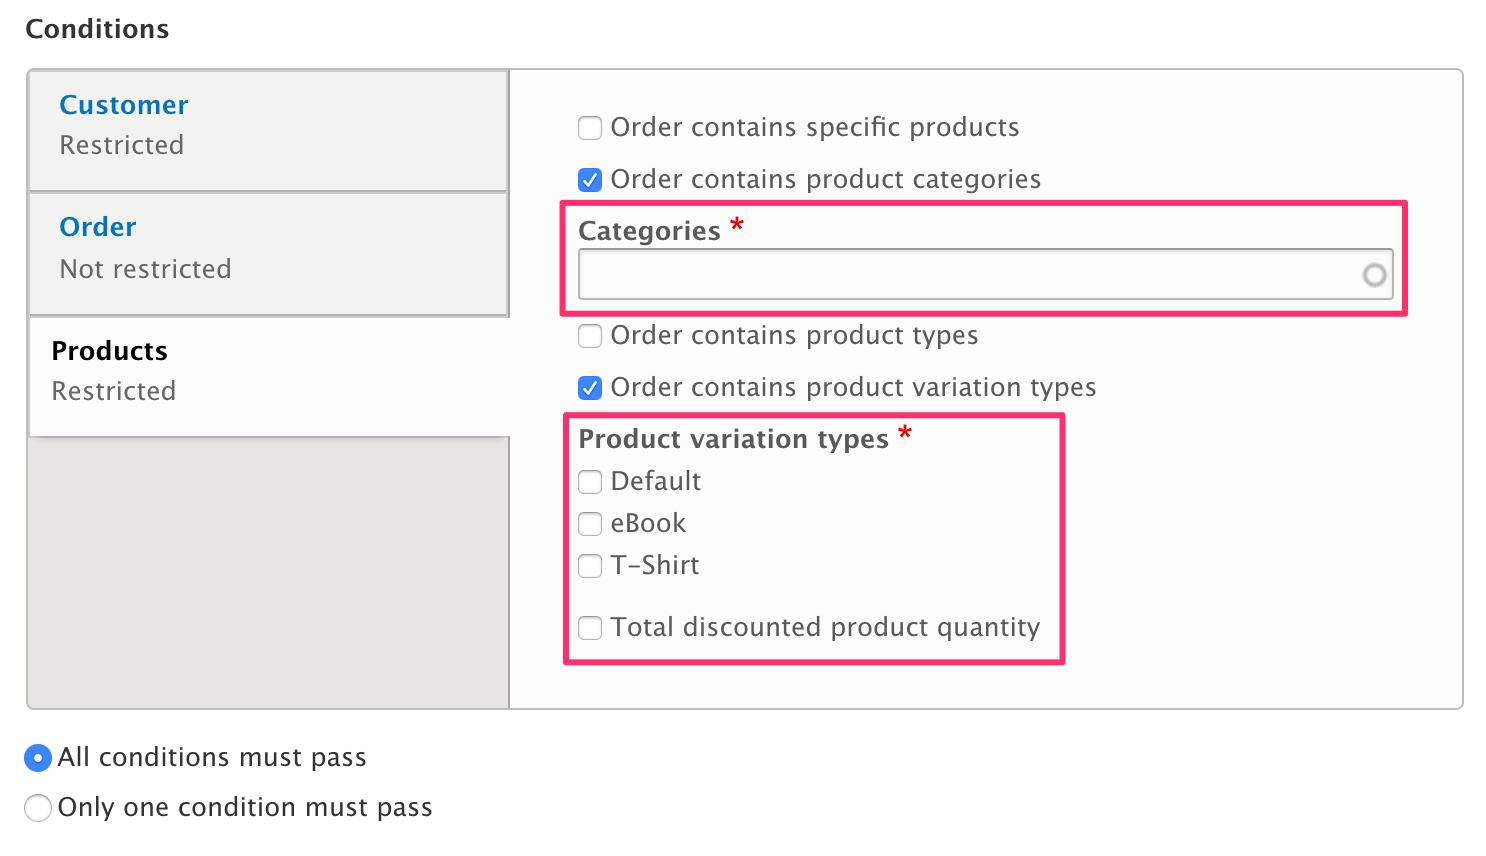 Conditions
Customer
Restricted
Order
Not restricted
Products
Restricted
Order contains specific products
Order contains product categories
Categories *
Order contains product types
Order contains product variation types
Product variation types *
Default
eBook
T-Shirt
Total discounted product quantity
All conditions must pass
Only one condition must pass